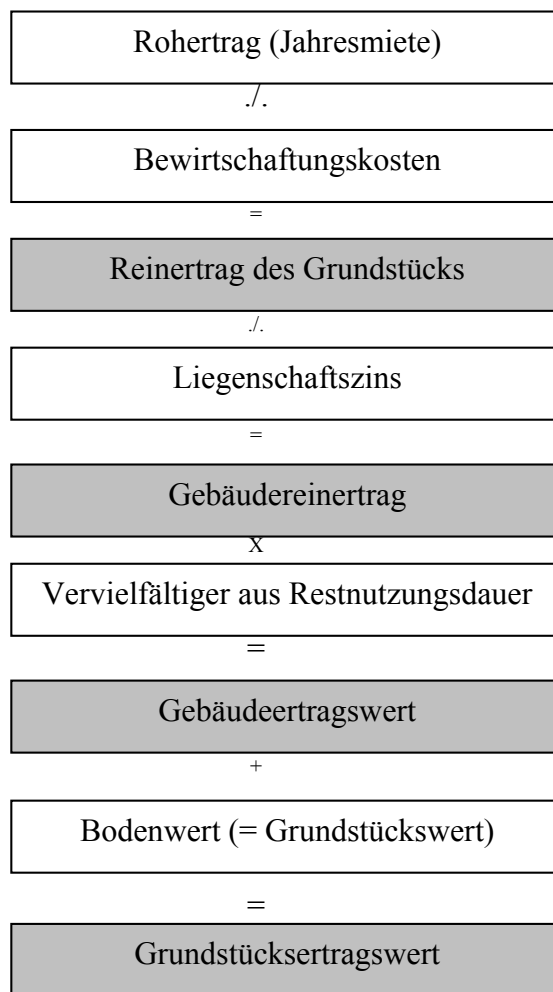 Rohertrag (Jahresmiete)
./.
Bewirtschaftungskosten
=
Reinertrag des Grundstücks
./.
Liegenschaftszins
=
Gebäudereinertrag
X
Vervielfältiger aus Restnutzungsdauer
=
Gebäudeertragswert
+
Bodenwert (= Grundstückswert)
=
Grundstücksertragswert